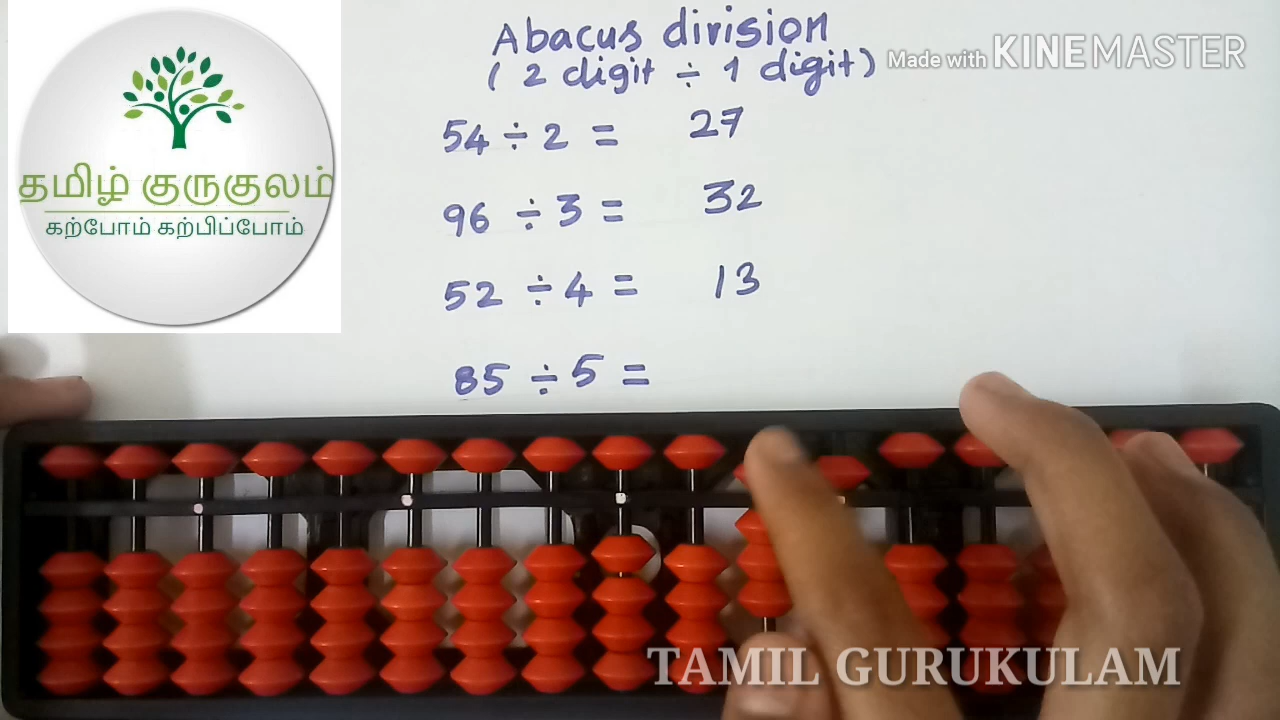 Abacus division
( 2 digit ÷ 1 digit)
Made with KINEMASTER
தமிழ் குருகுலம்
கற்போம் கற்பிப்போம்
54 ÷ 2 = 27
96 ÷ 3 = 32
52 ÷ 4 = 13
85 ÷ 5 =
TAMIL GURUKULAM